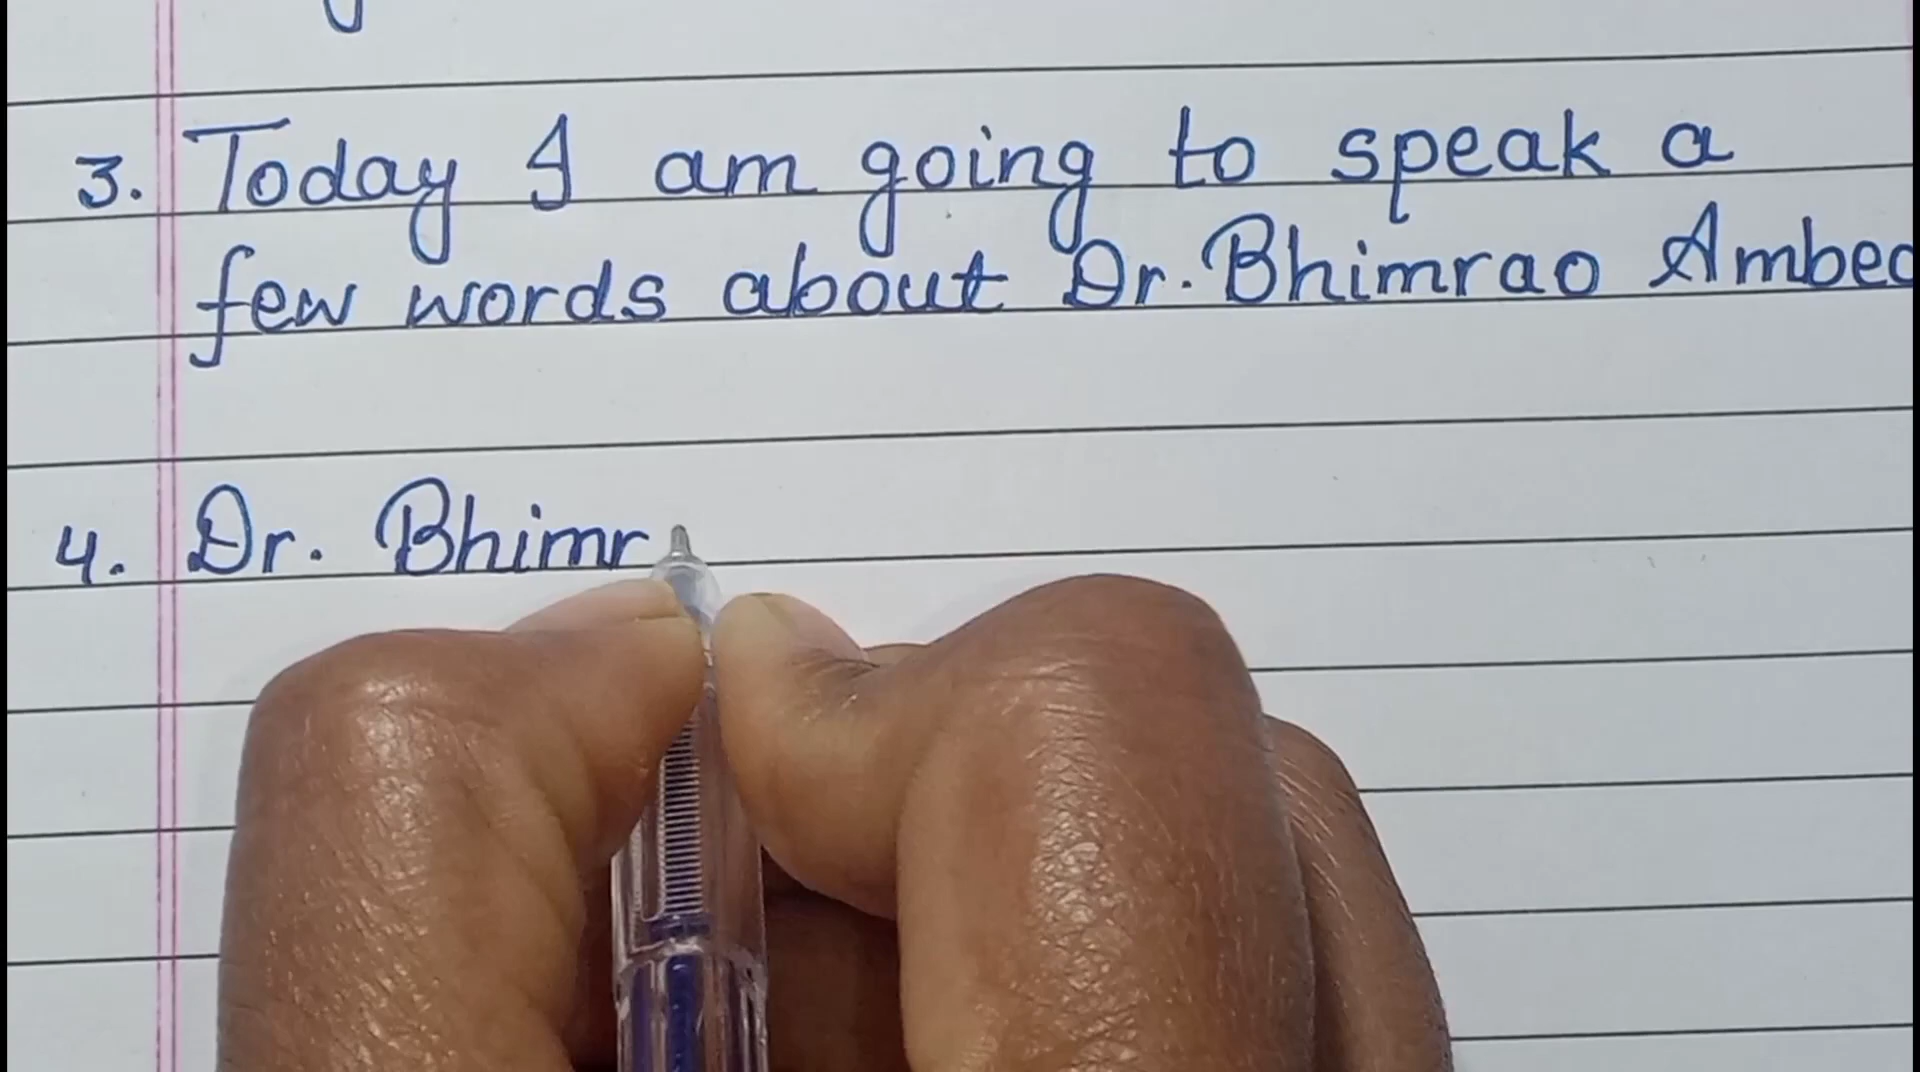 3. Today I am going to speak a
few words about Dr. Bhimrao Ambed
4. Dr. Bhimr